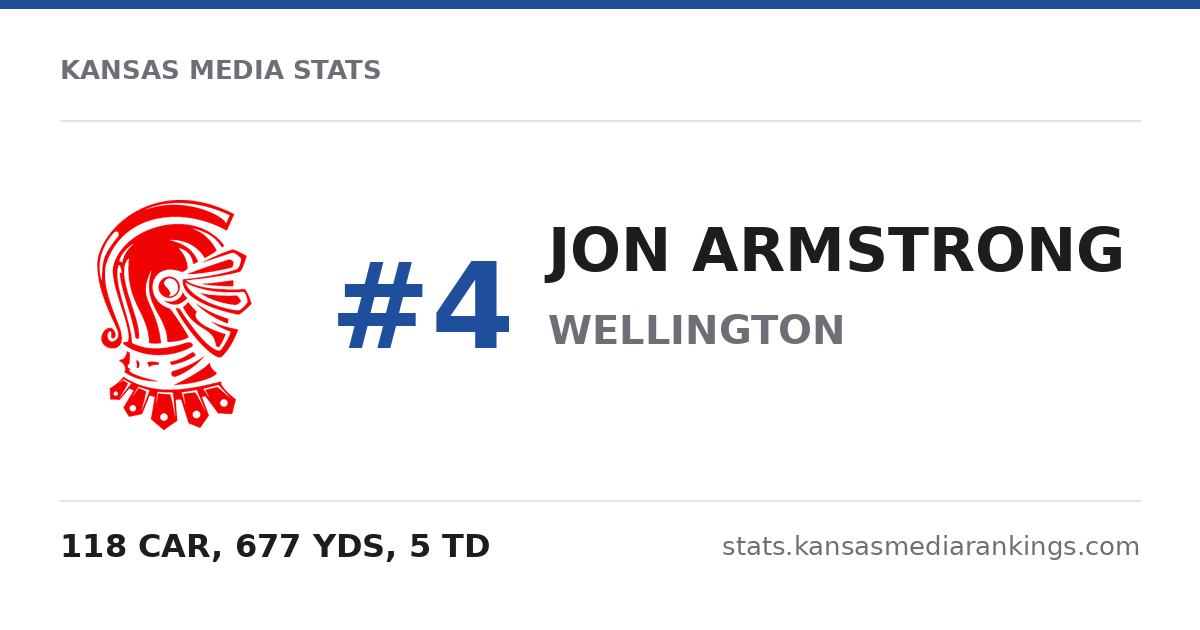 KANSAS MEDIA STATS
#4
JON ARMSTRONG
WELLINGTON
118 CAR, 677 YDS, 5 TD
stats.kansasmediarankings.com